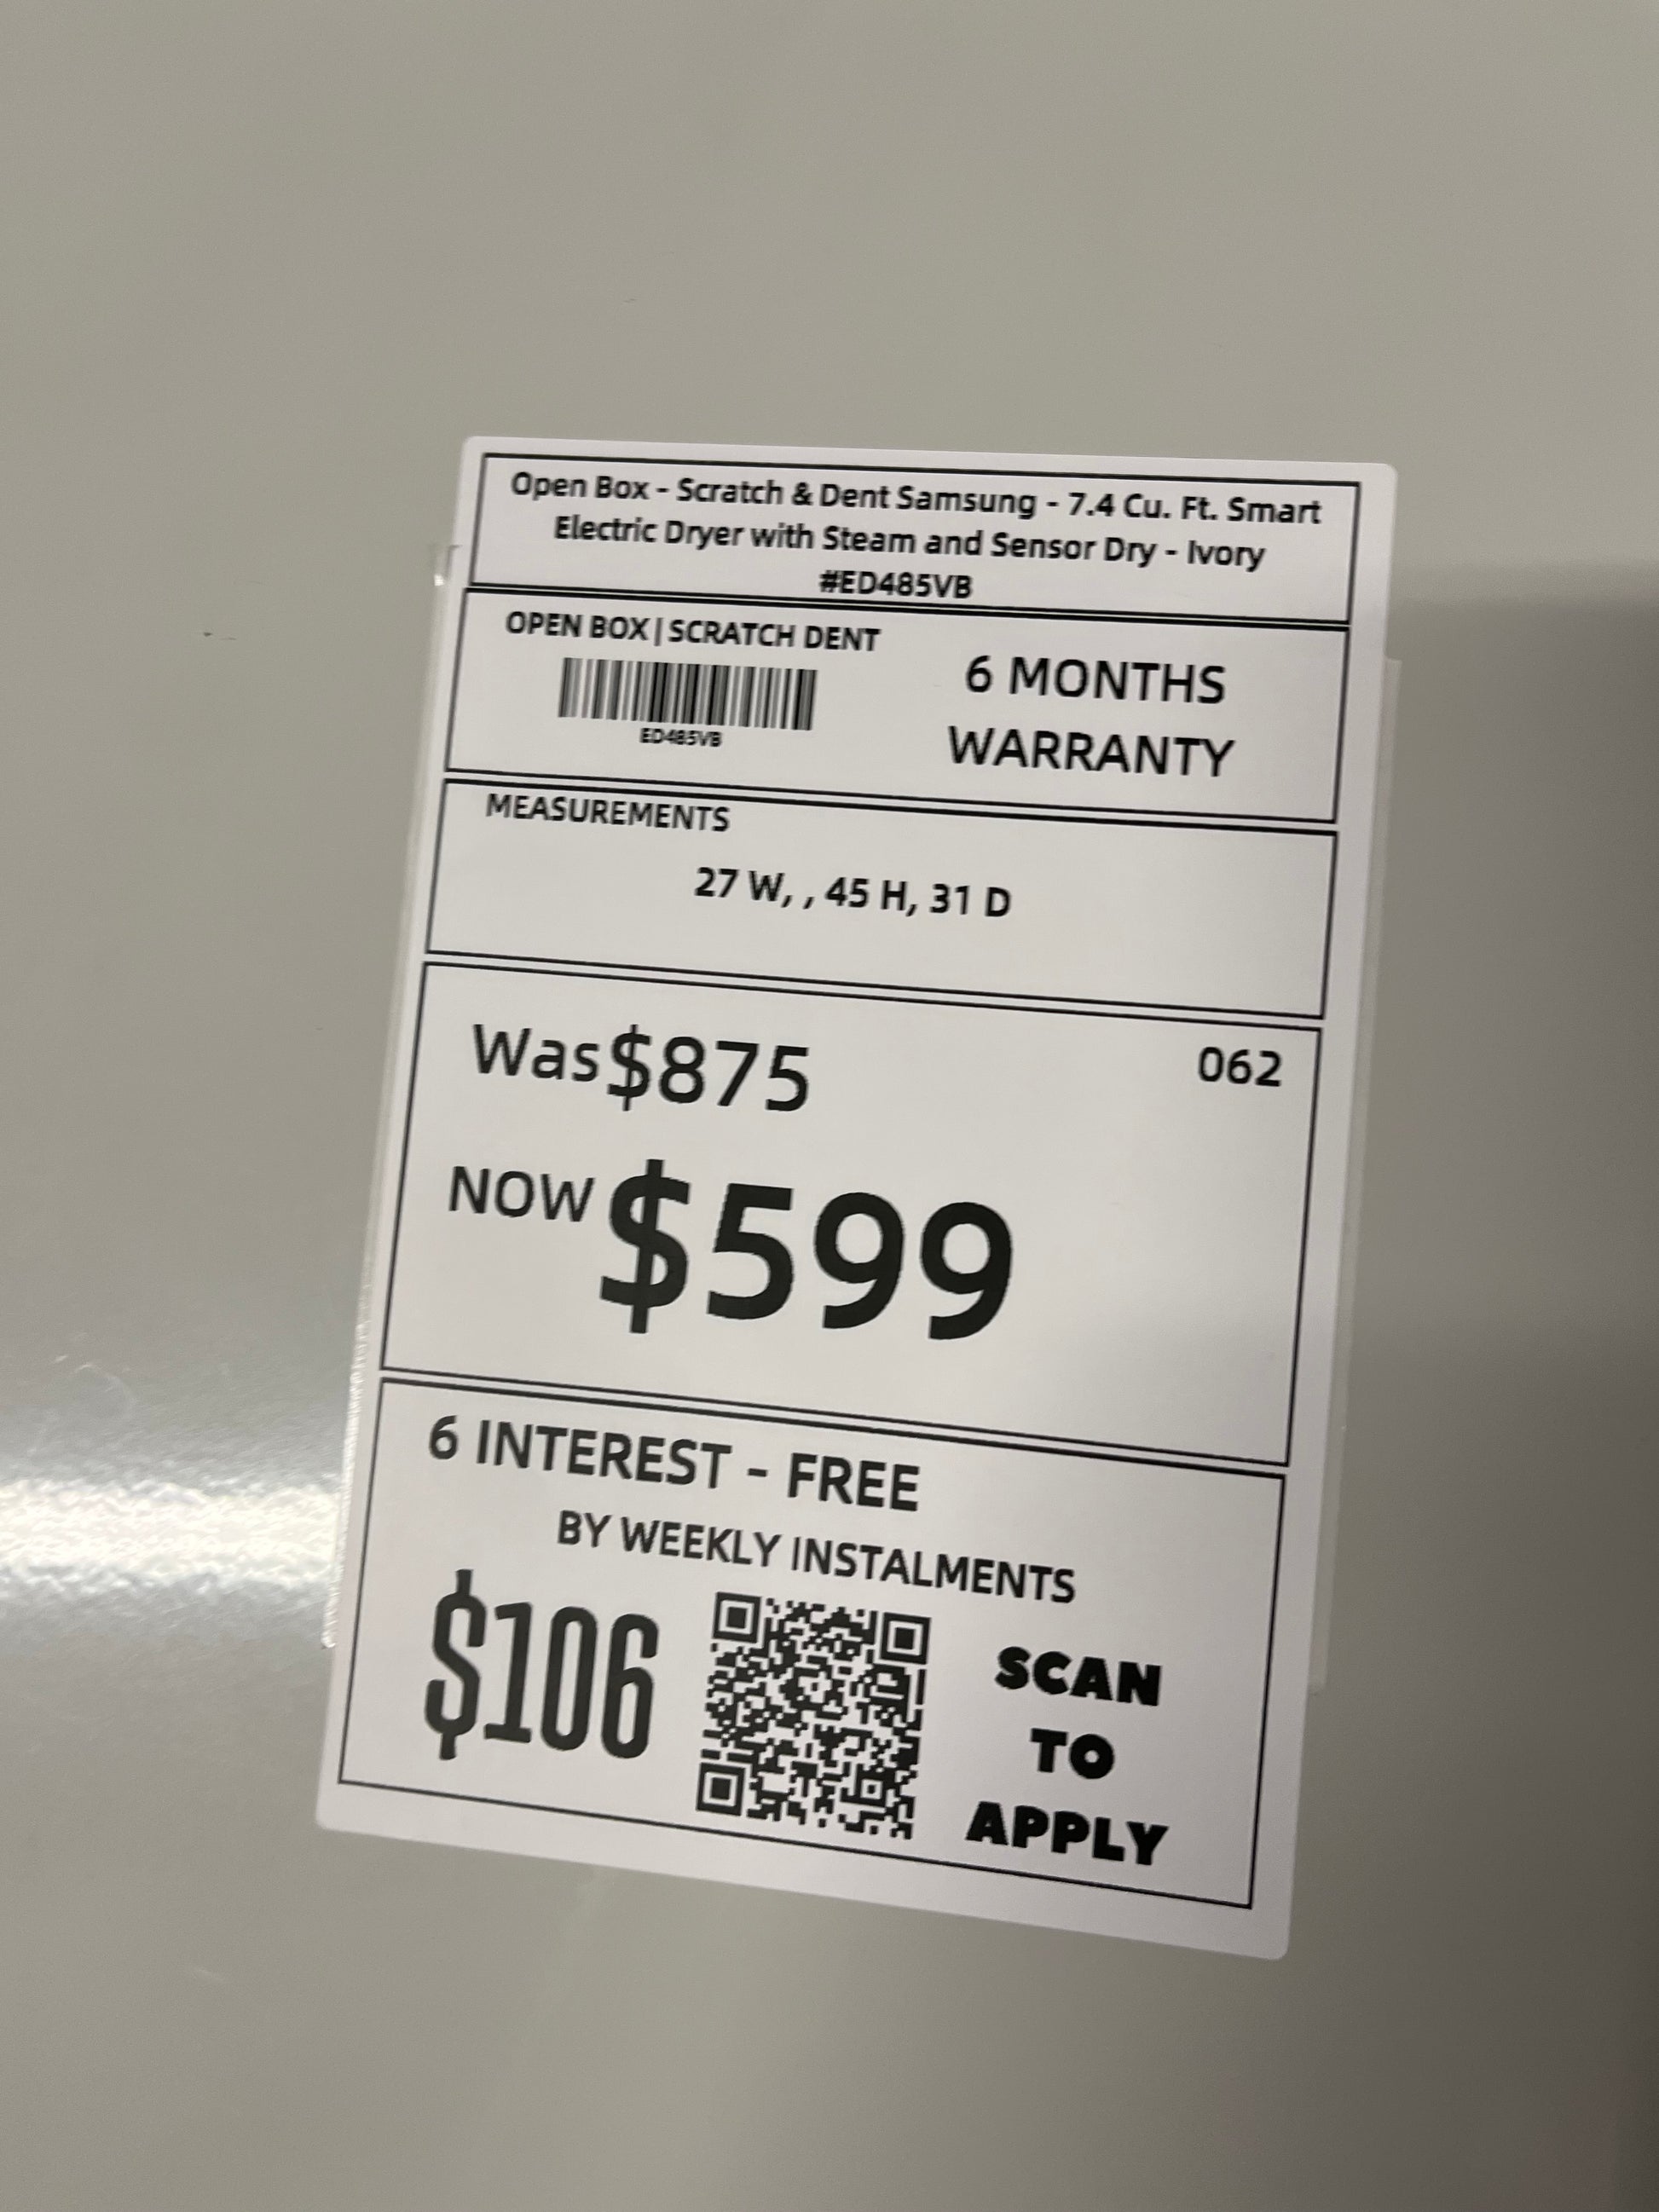 Open Box - Scratch & Dent Samsung - 7.4 Cu. Ft. Smart
Electric Dryer with Steam and Sensor Dry - Ivory
#ED485VB
OPEN BOX | SCRATCH DENT
ED485VB
6 MONTHS
WARRANTY
MEASUREMENTS
27 W, , 45 H, 31 D
Was $875
062
NOW $599
6 INTEREST - FREE
BY WEEKLY INSTALMENTS
$106
SCAN
TO
APPLY